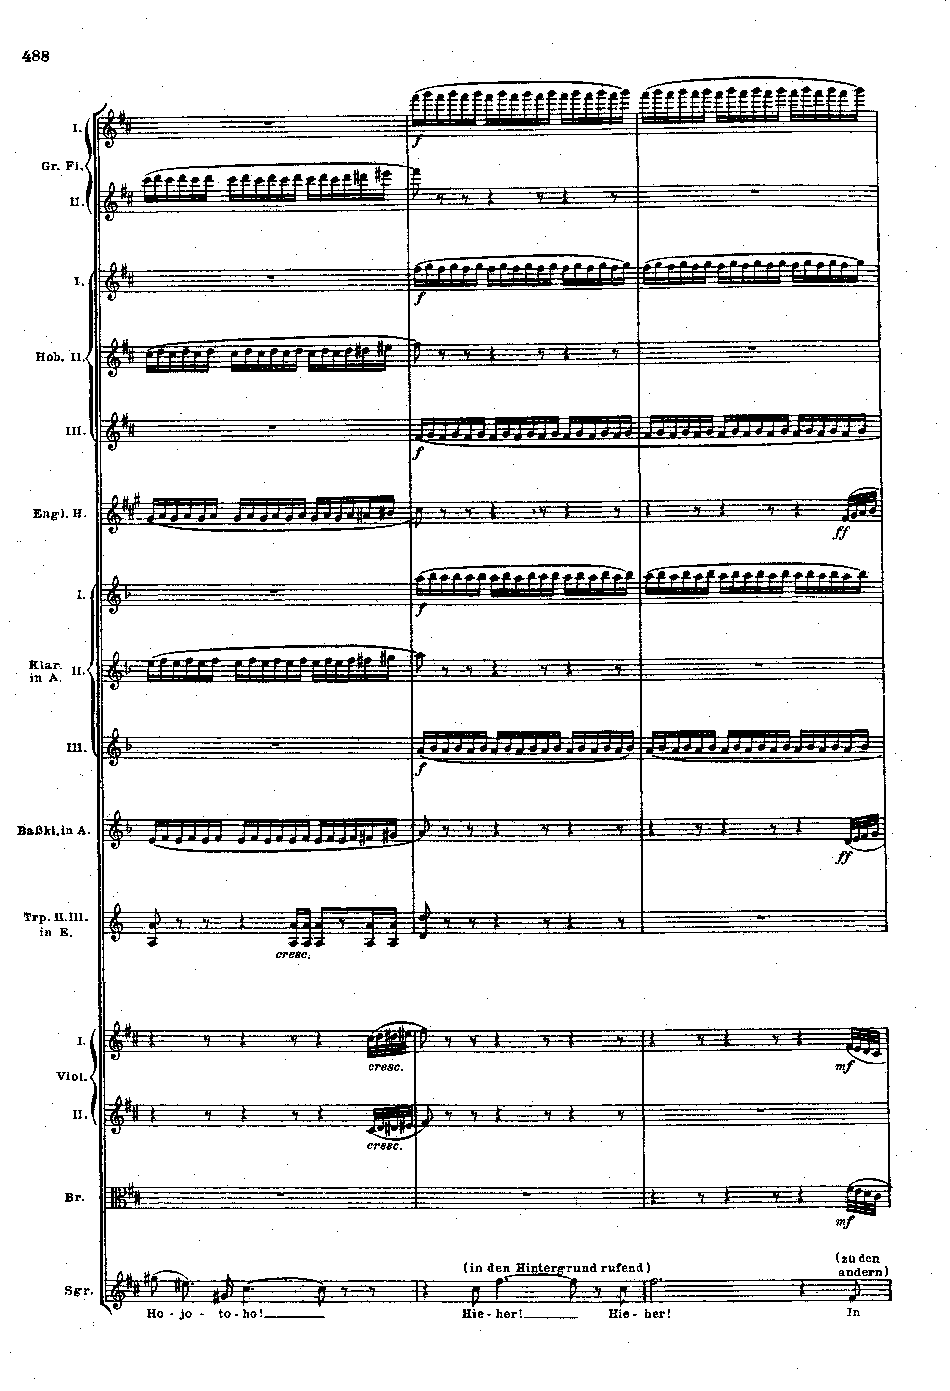 488
I.
Gr. Fl.
II.
f
I.
f
Hob. II.
III.
f
Engl. H.
ff
I.
f
Klar. II.
in A.
III.
f
Baßkl. in A.
ff
Trp. II. III.
in E.
cresc.
I.
cresc.
mf
Viol.
II.
cresc.
Br.
mf
(in den Hintergrund rufend)
(zu den
andern)
Sgr.
Ho - jo - to - ho! Hie - her! Hie - her! In